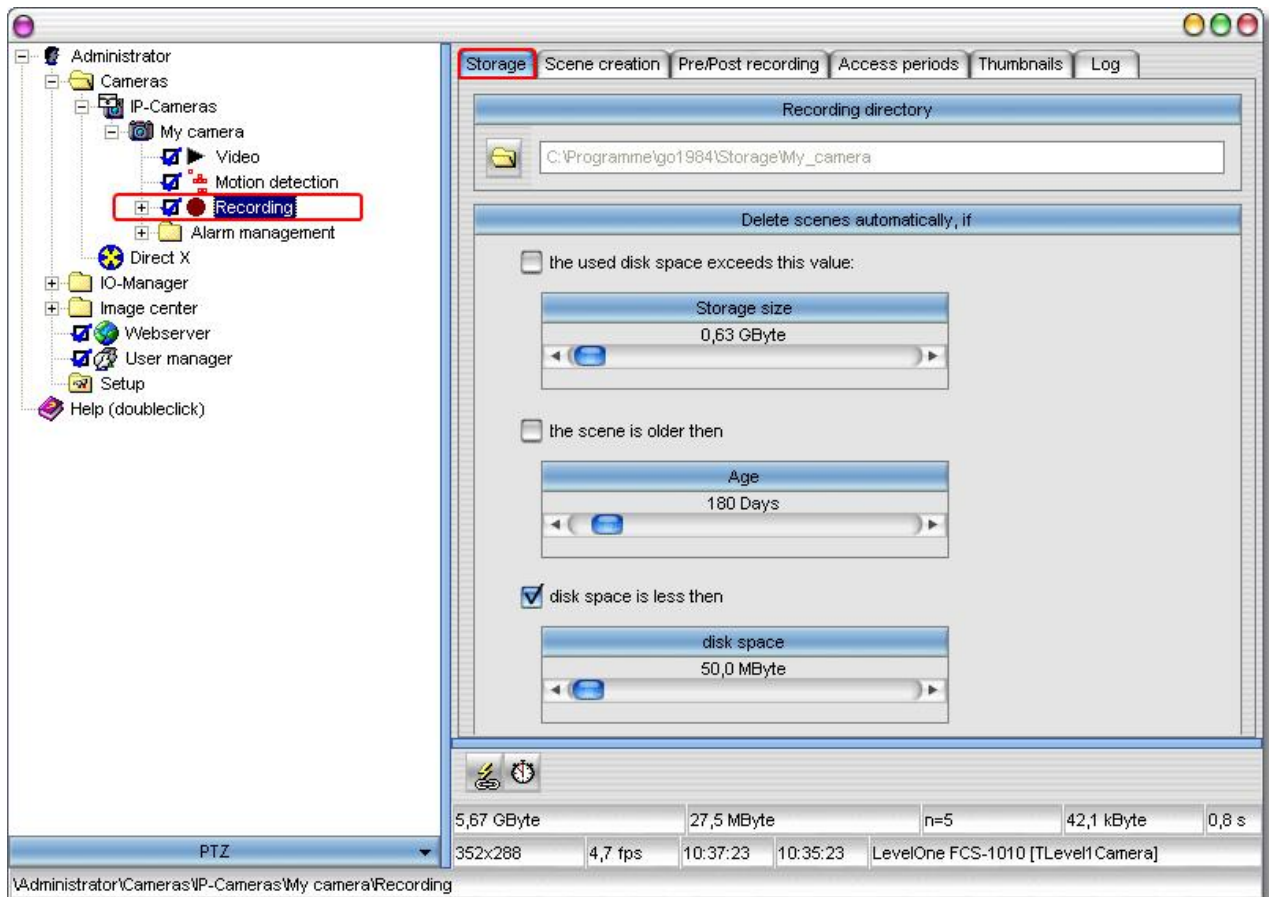 Administrator
Cameras
IP-Cameras
My camera
Video
Motion detection
Recording
Alarm management
Direct X
IO-Manager
Image center
Webserver
User manager
Setup
Help (doubleclick)
PTZ
Storage Scene creation Pre/Post recording Access periods Thumbnails Log
Recording directory
C:\Programme\go1984\Storage\My_camera
Delete scenes automatically, if
the used disk space exceeds this value:
Storage size
0,63 GByte
the scene is older then
Age
180 Days
disk space is less then
disk space
50,0 MByte
5,67 GByte 27,5 MByte n=5 42,1 kByte 0,8 s
352x288 4,7 fps 10:37:23 10:35:23 LevelOne FCS-1010 [TLevel1Camera]
\Administrator\Cameras\IP-Cameras\My camera\Recording